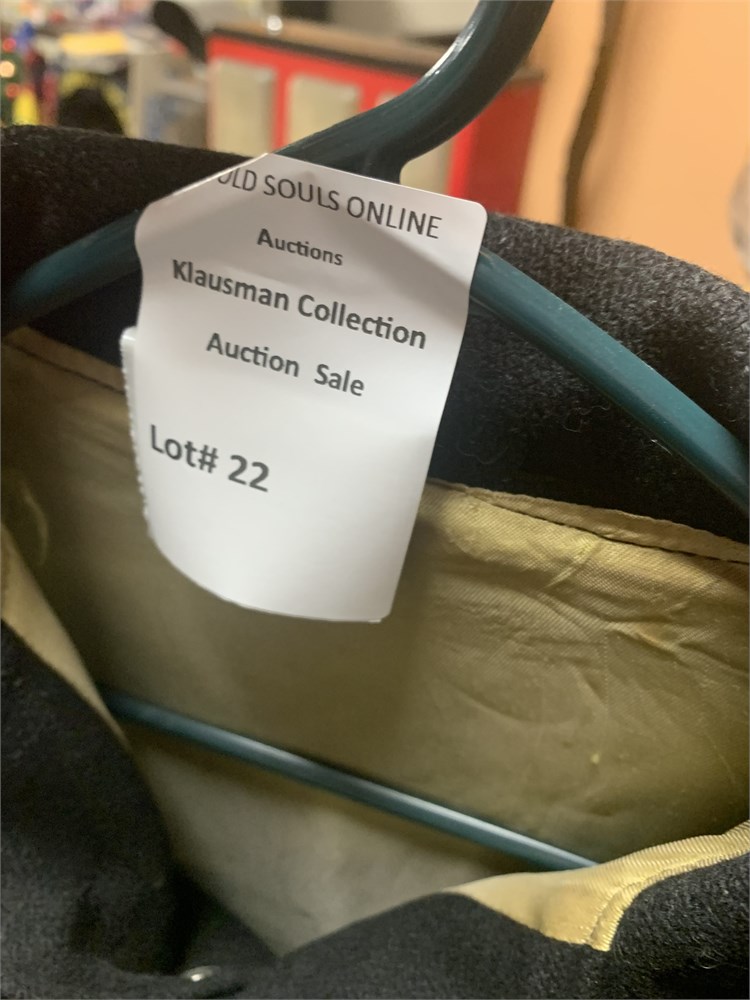 OLD SOULS ONLINE
Auctions
Klausman Collection
Auction Sale
Lot# 22